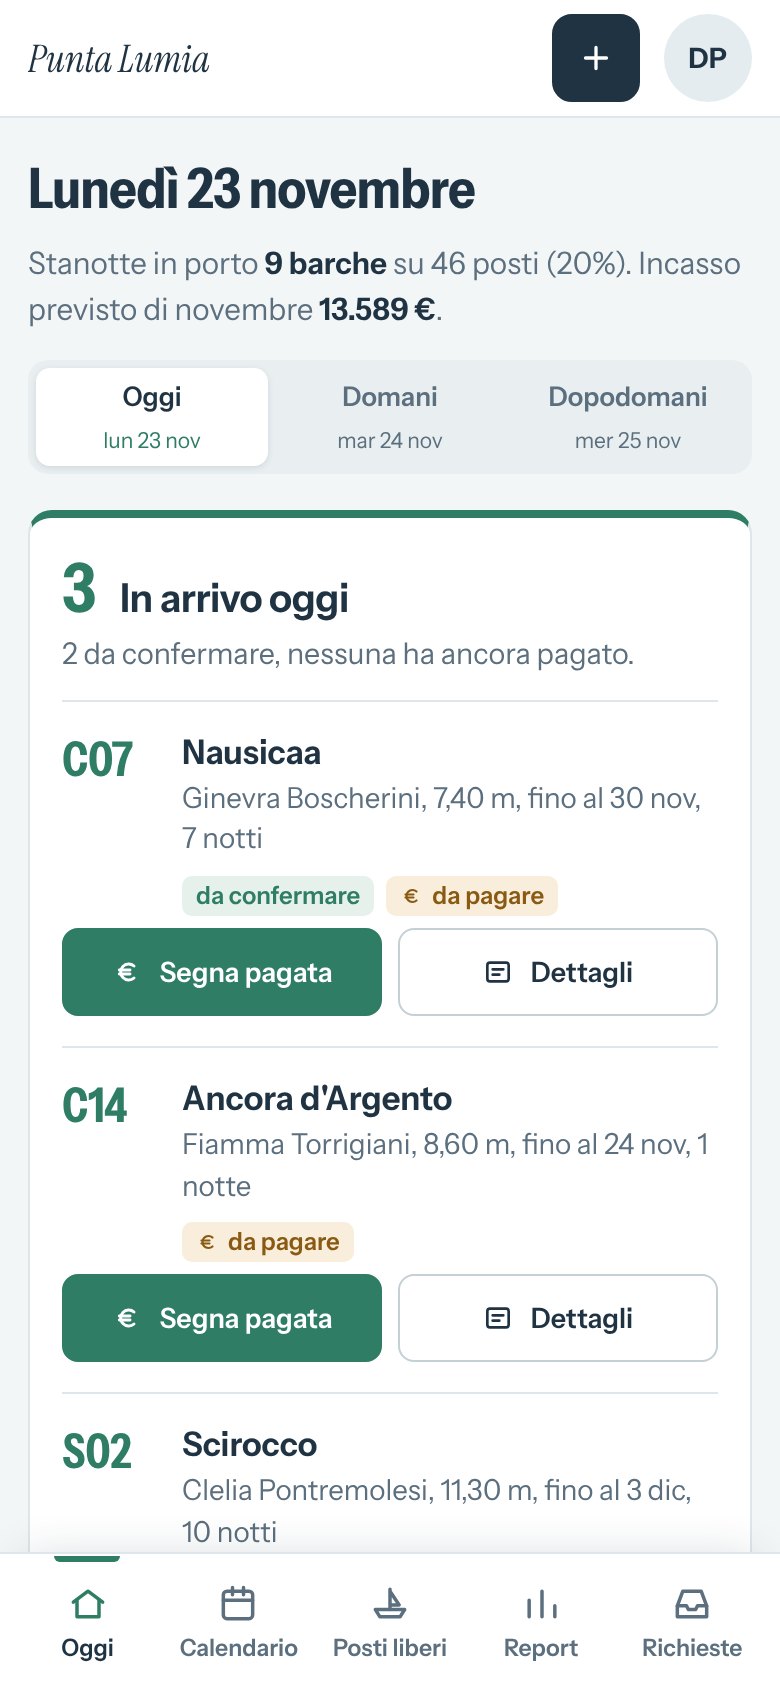 Punta Lumia
+
DP
Lunedì 23 novembre
Stanotte in porto 9 barche su 46 posti (20%). Incasso
previsto di novembre 13.589 €.
Oggi
lun 23 nov
Domani
mar 24 nov
Dopodomani
mer 25 nov
3 In arrivo oggi
2 da confermare, nessuna ha ancora pagato.
C07
Nausicaa
Ginevra Boscherini, 7,40 m, fino al 30 nov,
7 notti
da confermare
€ da pagare
€ Segna pagata
Dettagli
C14
Ancora d'Argento
Fiamma Torrigiani, 8,60 m, fino al 24 nov, 1
notte
€ da pagare
€ Segna pagata
Dettagli
S02
Scirocco
Clelia Pontremolesi, 11,30 m, fino al 3 dic,
10 notti
Oggi
Calendario
Posti liberi
Report
Richieste